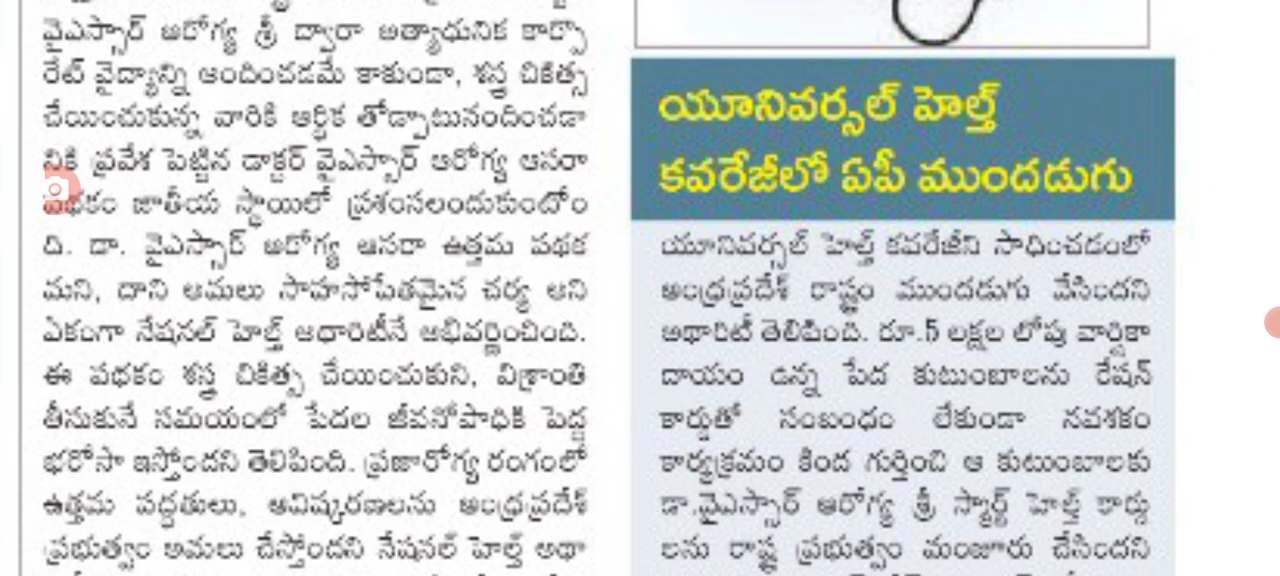 వైఎస్సార్ ఆరోగ్య శ్రీ ద్వారా అత్యాధునిక కార్పొ
రేట్ వైద్యాన్ని అందించడమే కాకుండా, శస్త్ర చికిత్స
చేయించుకున్న వారికి ఆర్థిక తోడ్పాటునందించడా
నికి ప్రవేశ పెట్టిన డాక్టర్ వైఎస్సార్ ఆరోగ్య ఆసరా
పథకం జాతీయ స్థాయిలో ప్రశంసలందుకుంటోం
ది. డా. వైఎస్సార్ ఆరోగ్య ఆసరా ఉత్తమ పథక
మని, దాని అమలు సాహసోపేతమైన చర్య అని
ఏకంగా నేషనల్ హెల్త్ అథారిటీనే అభివర్ణించింది.
ఈ పథకం శస్త్ర చికిత్స చేయించుకుని, విశ్రాంతి
తీసుకునే సమయంలో పేదల జీవనోపాధికి పెద్ద
భరోసా ఇస్తోందని తెలిపింది. ప్రజారోగ్య రంగంలో
ఉత్తమ పద్ధతులు, ఆవిష్కరణలను ఆంధ్రప్రదేశ్
ప్రభుత్వం అమలు చేస్తోందని నేషనల్ హెల్త్ అథా
యూనివర్సల్ హెల్త్
కవరేజీలో ఏపీ ముందడుగు
యూనివర్సల్ హెల్త్ కవరేజీని సాధించడంలో
ఆంధ్రప్రదేశ్ రాష్ట్రం ముందడుగు వేసిందని
అథారిటీ తెలిపింది. రూ.5 లక్షల లోపు వార్షికా
దాయం ఉన్న పేద కుటుంబాలను రేషన్
కార్డుతో సంబంధం లేకుండా నవశకం
కార్యక్రమం కింద గుర్తించి ఆ కుటుంబాలకు
డా.వైఎస్సార్ ఆరోగ్య శ్రీ స్మార్ట్ హెల్త్ కార్డు
లను రాష్ట్ర ప్రభుత్వం మంజూరు చేసిందని